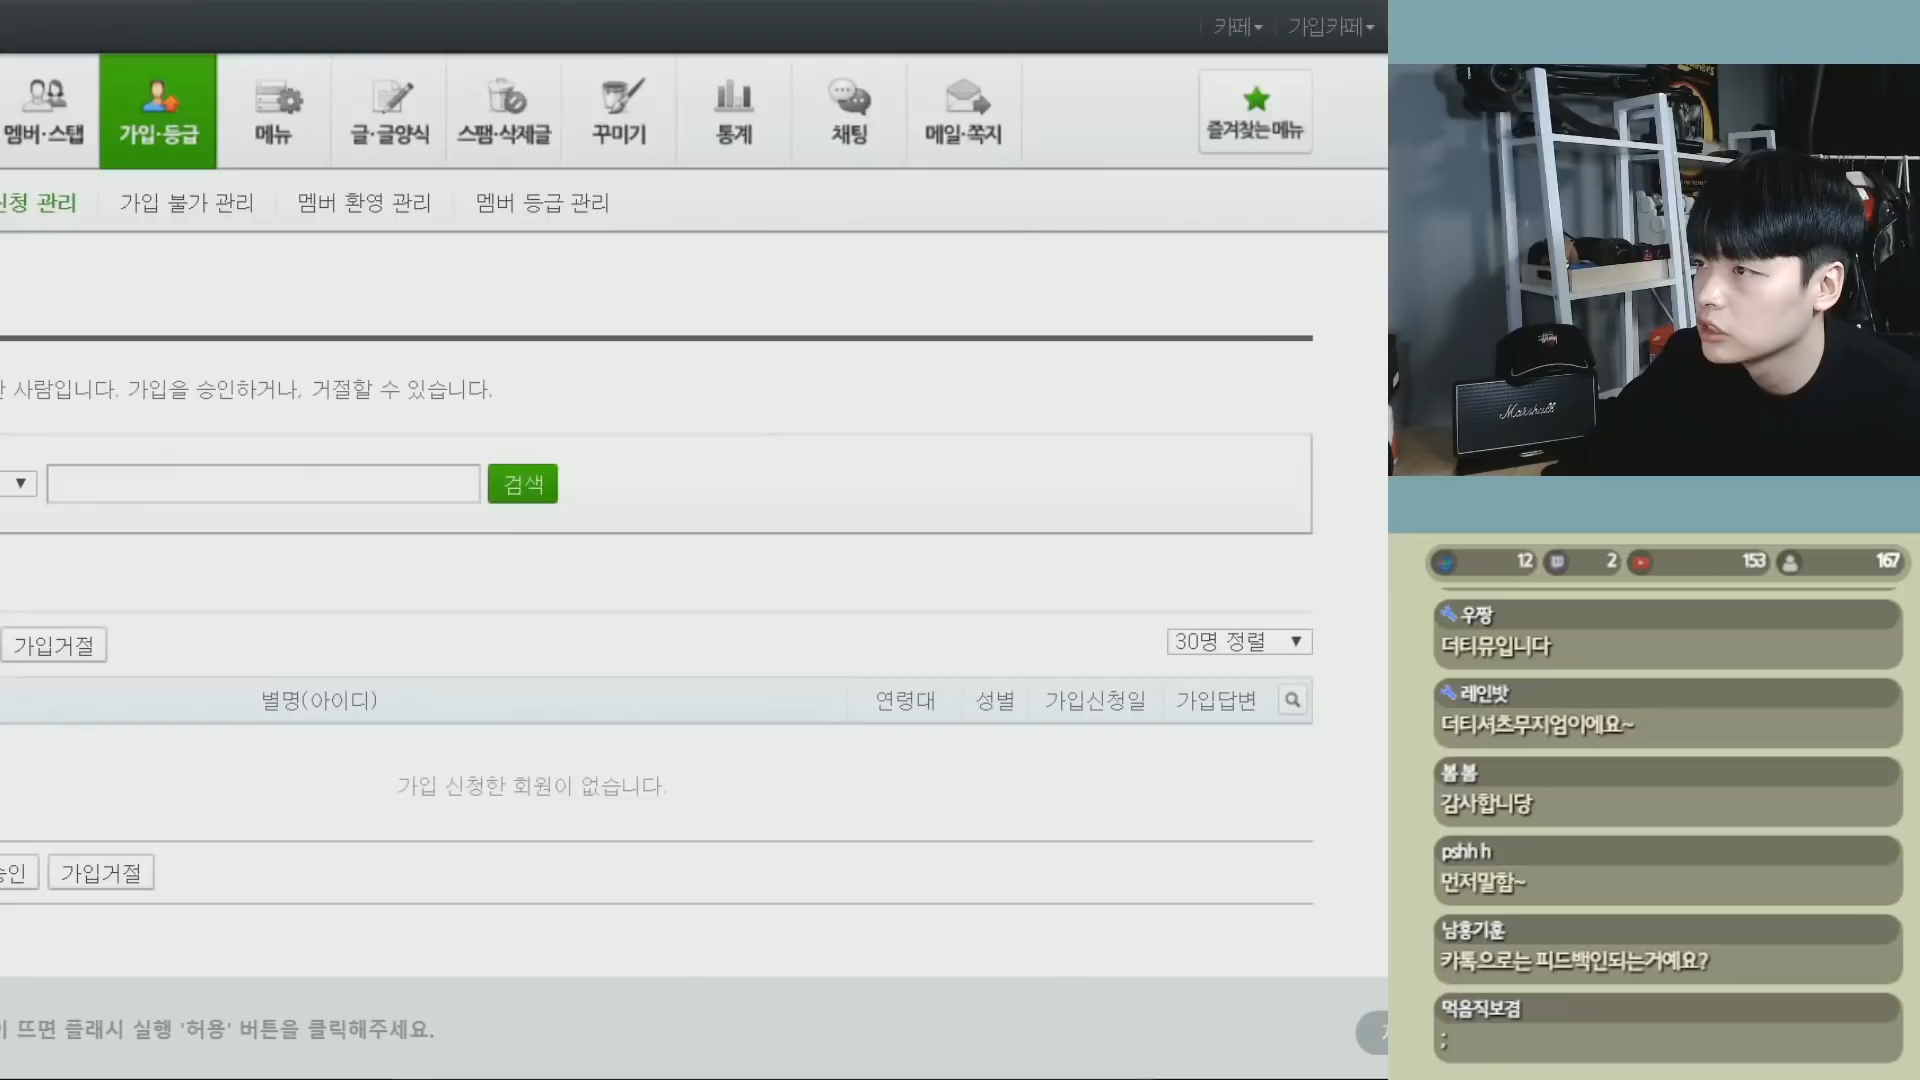 카페 가입카페
멤버·스탭 가입·등급 메뉴 글·글양식 스팸·삭제글 꾸미기 통계 채팅 메일·쪽지 즐겨찾는 메뉴
신청 관리 가입 불가 관리 멤버 환영 관리 멤버 등급 관리
사람입니다. 가입을 승인하거나, 거절할 수 있습니다.
검색
가입거절 30명 정렬
별명(아이디) 연령대 성별 가입신청일 가입답변
가입 신청한 회원이 없습니다.
승인 가입거절
뜨면 플래시 실행 '허용' 버튼을 클릭해주세요.
Marshall
12 2 153 167
우짱
더티뮤입니다
레인밧
더티셔츠무지엄이에요~
봄봄
감사합니당
pshh h
먼저말함~
남홍기훈
카톡으로는 피드백인되는거예요?
먹음직보겸
;